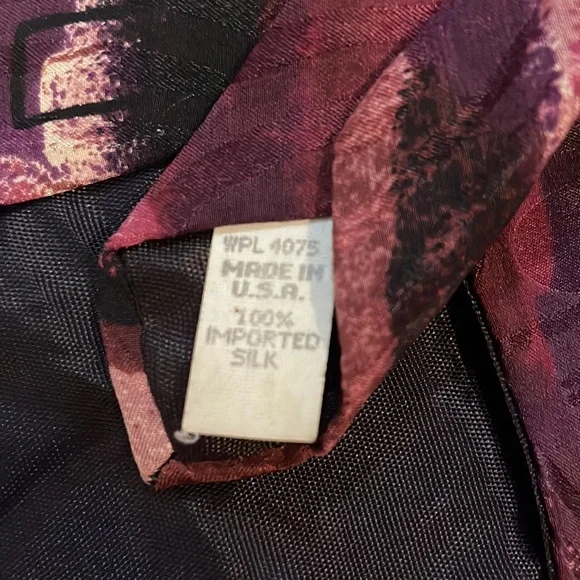 WPL 4075
MADE IN
U.S.A.
100%
IMPORTED
SILK